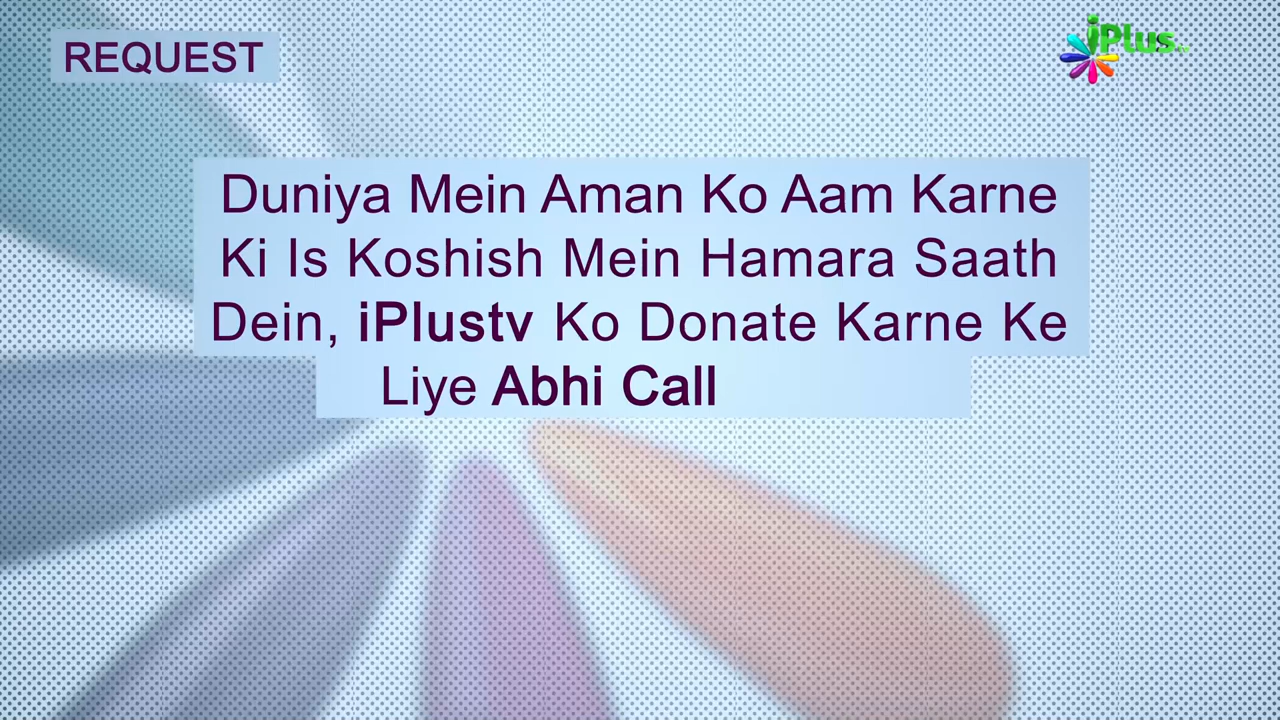 REQUEST
iPlus tv
Duniya Mein Aman Ko Aam Karne
Ki Is Koshish Mein Hamara Saath
Dein, iPlustv Ko Donate Karne Ke
Liye Abhi Call